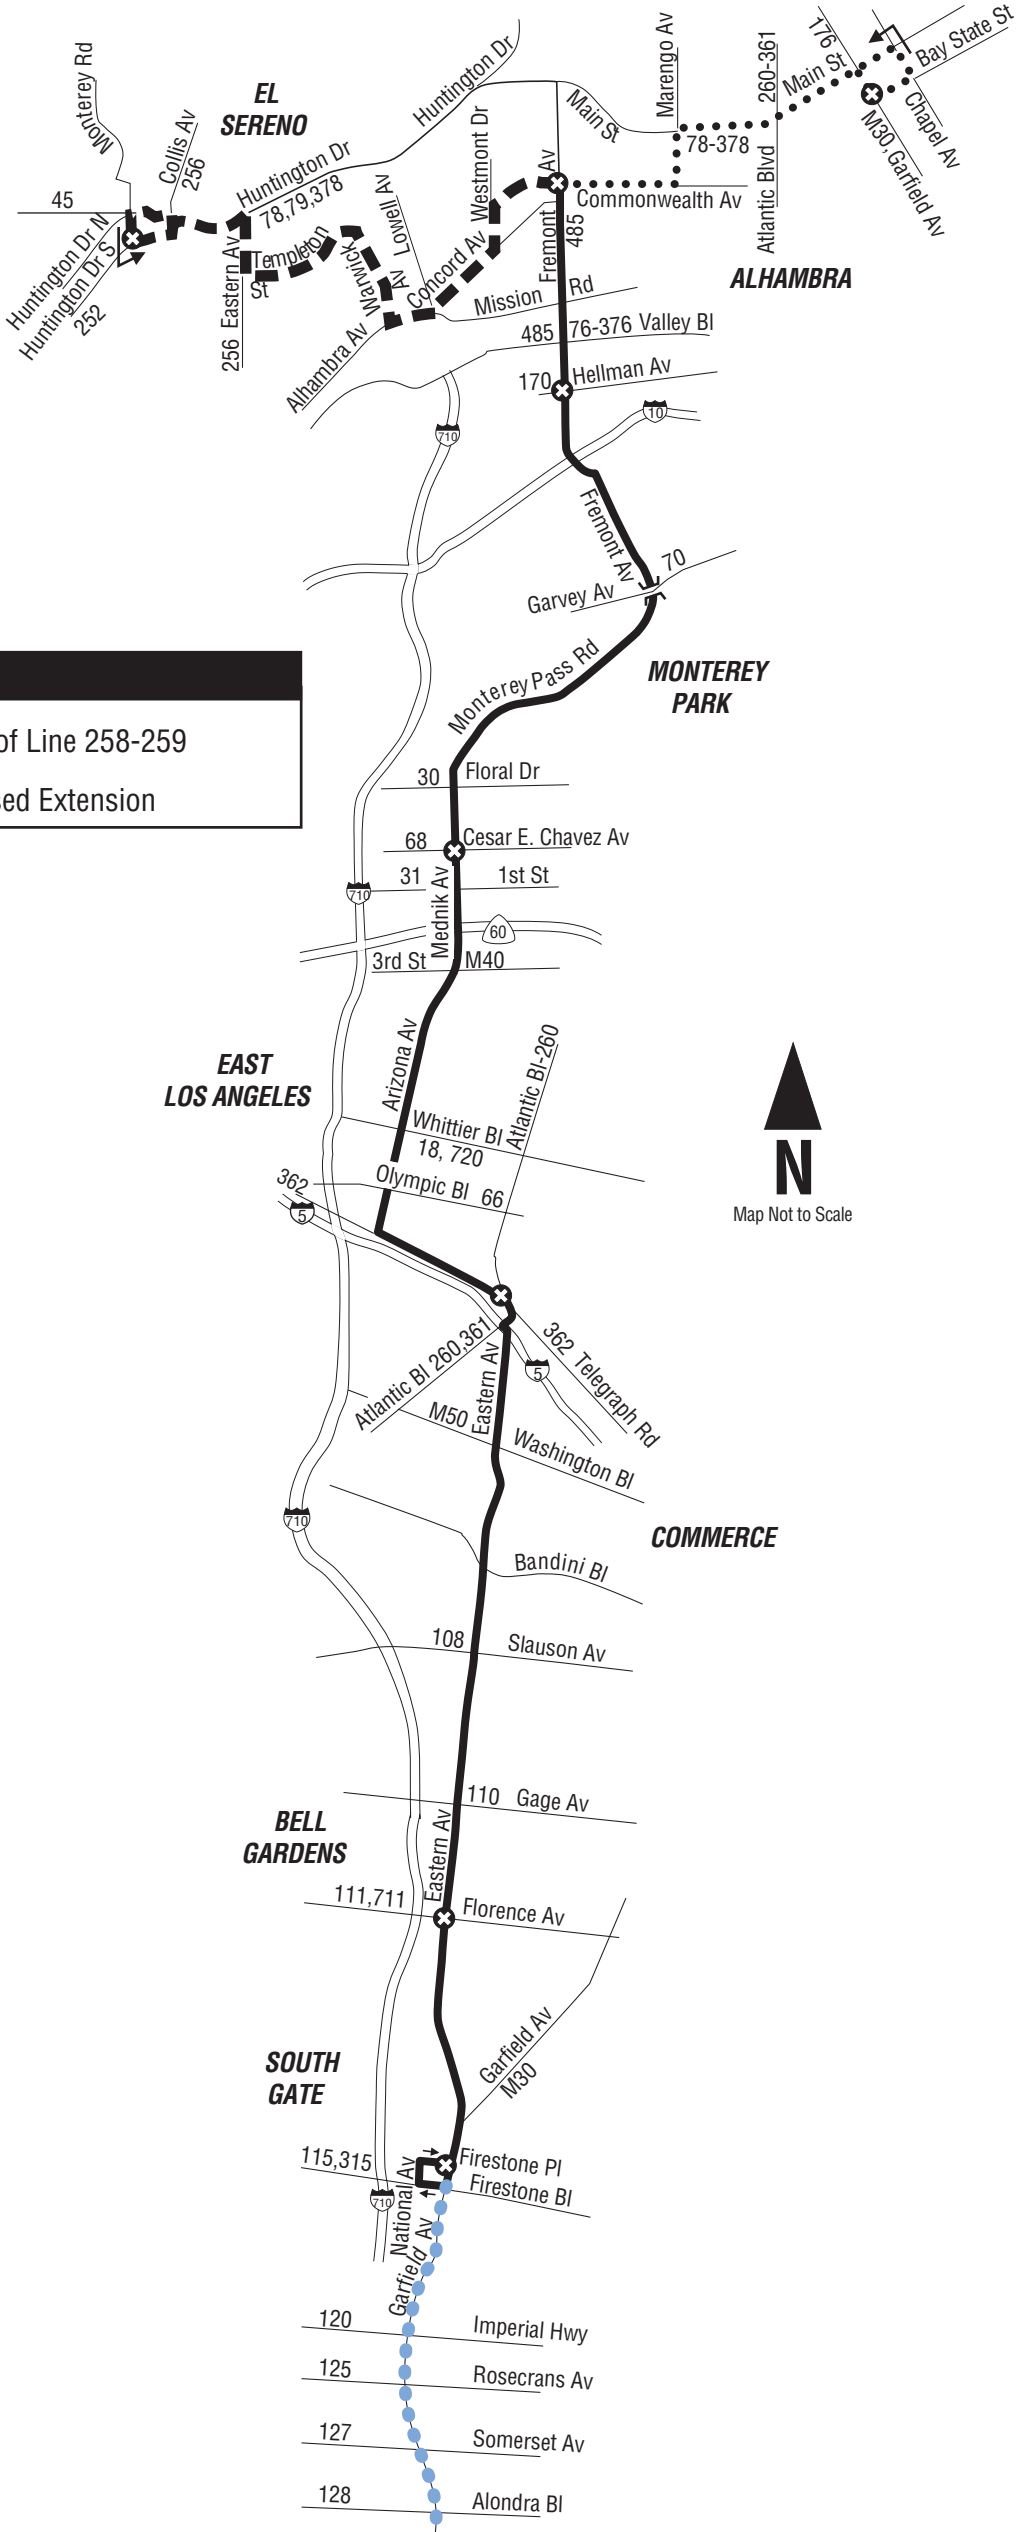 Monterey Rd
EL
SERENO
Collis Av
256
45
Huntington Dr N
Huntington Dr S
252
Huntington Dr
78,79,378
Huntington Dr
256 Eastern Av
Templeton
St
Warwick
Av
Lowell Av
Concord Av
Westmont Dr
Alhambra Av
Main St
Marengo Av
78-378
Atlantic Blvd
260-361
Main St
176
Bay State St
Chapel Av
M30, Garfield Av
Commonwealth Av
ALHAMBRA
Fremont
Av
485
Mission
Rd
485
76-376 Valley Bl
170
Hellman Av
10
710
Fremont Av
70
Garvey Av
MONTEREY
PARK
Monterey Pass Rd
of Line 258-259
sed Extension
30
Floral Dr
68
Cesar E. Chavez Av
31
1st St
710
Mednik Av
60
3rd St
M40
EAST
LOS ANGELES
Arizona Av
Atlantic Bl-260
Whittier Bl
18, 720
Olympic Bl
66
362
5
N
Map Not to Scale
Atlantic Bl 260,361
Eastern Av
5
362 Telegraph Rd
M50
Washington Bl
710
COMMERCE
Bandini Bl
108
Slauson Av
110
Gage Av
BELL
GARDENS
Eastern Av
111,711
Florence Av
SOUTH
GATE
Garfield Av
M30
115,315
Firestone Pl
Firestone Bl
710
National Av
Garfield
Av
120
Imperial Hwy
125
Rosecrans Av
127
Somerset Av
128
Alondra Bl